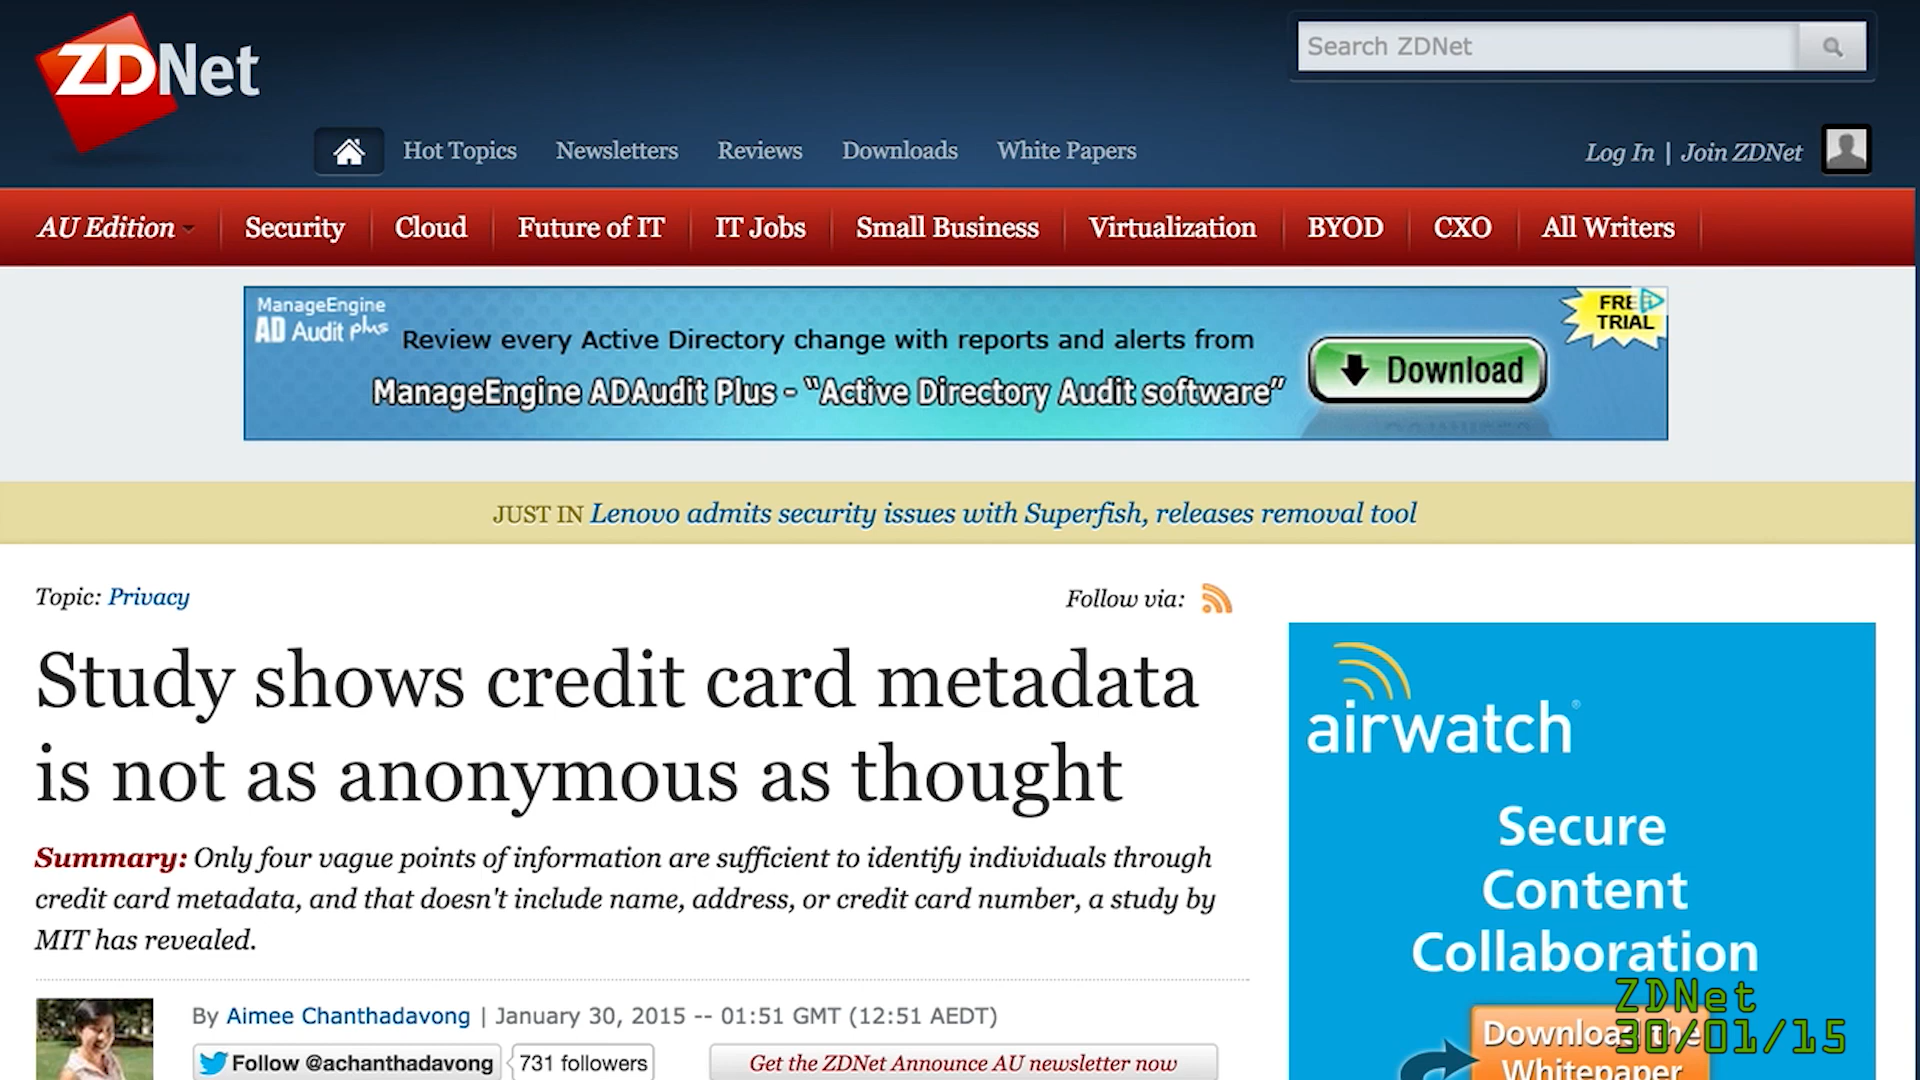 ZDNet
Search ZDNet
Hot Topics
Newsletters
Reviews
Downloads
White Papers
Log In | Join ZDNet
AU Edition
Security
Cloud
Future of IT
IT Jobs
Small Business
Virtualization
BYOD
CXO
All Writers
ManageEngine
AD Audit plus
Review every Active Directory change with reports and alerts from
ManageEngine ADAudit Plus - “Active Directory Audit software”
Download
FREE
TRIAL
JUST IN Lenovo admits security issues with Superfish, releases removal tool
Topic: Privacy
Follow via:
Study shows credit card metadata
is not as anonymous as thought
Summary: Only four vague points of information are sufficient to identify individuals through
credit card metadata, and that doesn't include name, address, or credit card number, a study by
MIT has revealed.
By Aimee Chanthadavong | January 30, 2015 -- 01:51 GMT (12:51 AEDT)
Follow @achanthadavong
731 followers
Get the ZDNet Announce AU newsletter now
airwatch®
Secure
Content
Collaboration
Download the
Whitepaper
ZDNet
30/01/15